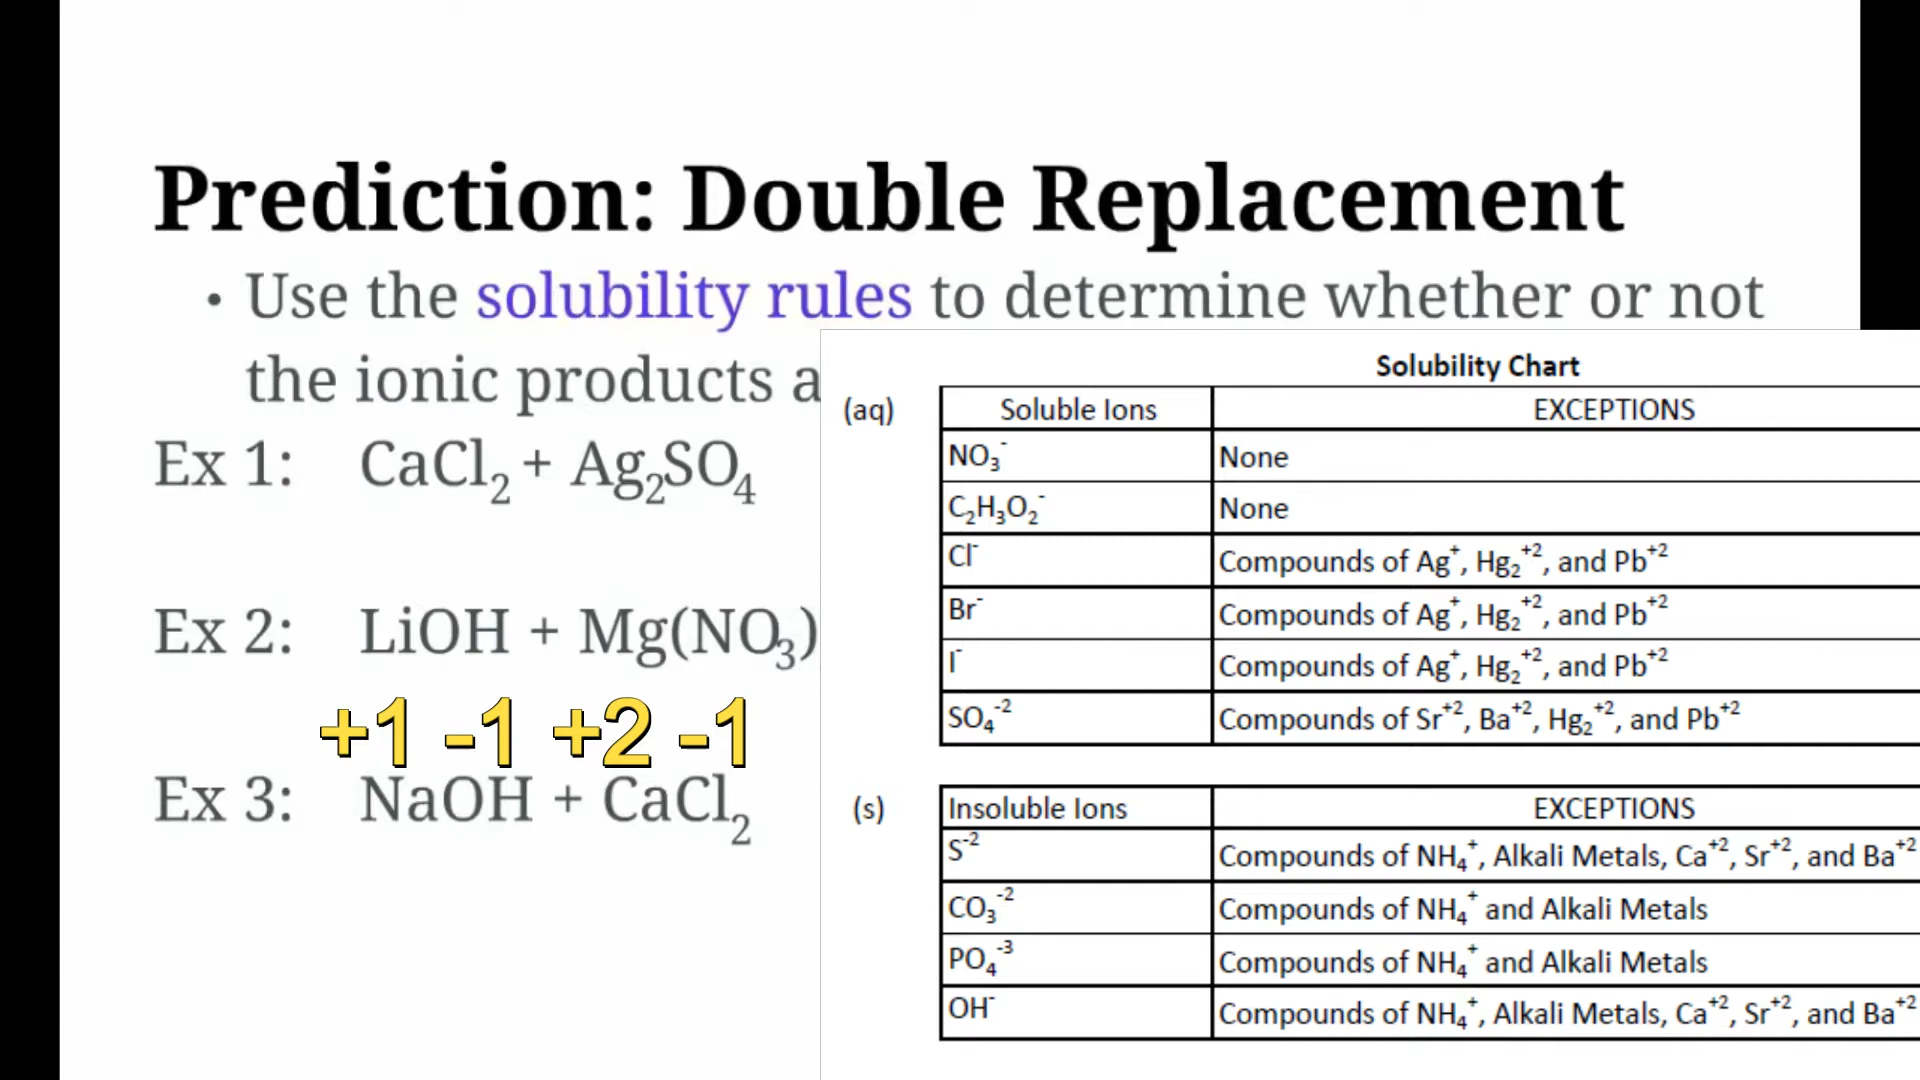 Prediction: Double Replacement
• Use the solubility rules to determine whether or not
the ionic products a
Ex 1: CaCl₂ + Ag₂SO₄
Ex 2: LiOH + Mg(NO₃)
+1 -1 +2 -1
Ex 3: NaOH + CaCl₂
Solubility Chart
(aq) Soluble Ions EXCEPTIONS
NO₃⁻ None
C₂H₃O₂⁻ None
Cl⁻ Compounds of Ag⁺, Hg₂⁺², and Pb⁺²
Br⁻ Compounds of Ag⁺, Hg₂⁺², and Pb⁺²
I⁻ Compounds of Ag⁺, Hg₂⁺², and Pb⁺²
SO₄⁻² Compounds of Sr⁺², Ba⁺², Hg₂⁺², and Pb⁺²
(s) Insoluble Ions EXCEPTIONS
S⁻² Compounds of NH₄⁺, Alkali Metals, Ca⁺², Sr⁺², and Ba⁺²
CO₃⁻² Compounds of NH₄⁺ and Alkali Metals
PO₄⁻³ Compounds of NH₄⁺ and Alkali Metals
OH⁻ Compounds of NH₄⁺, Alkali Metals, Ca⁺², Sr⁺², and Ba⁺²